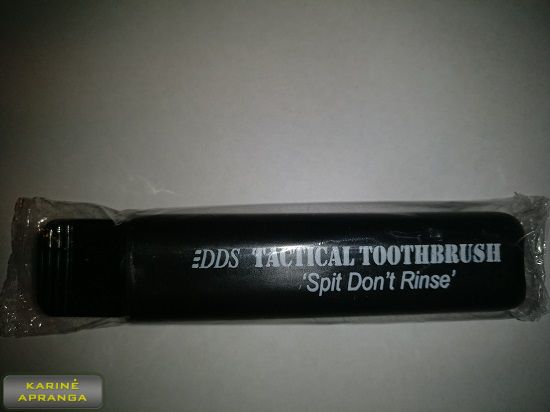 DDS TACTICAL TOOTHBRUSH
'Spit Don't Rinse'
KARINĖ
APRANGA